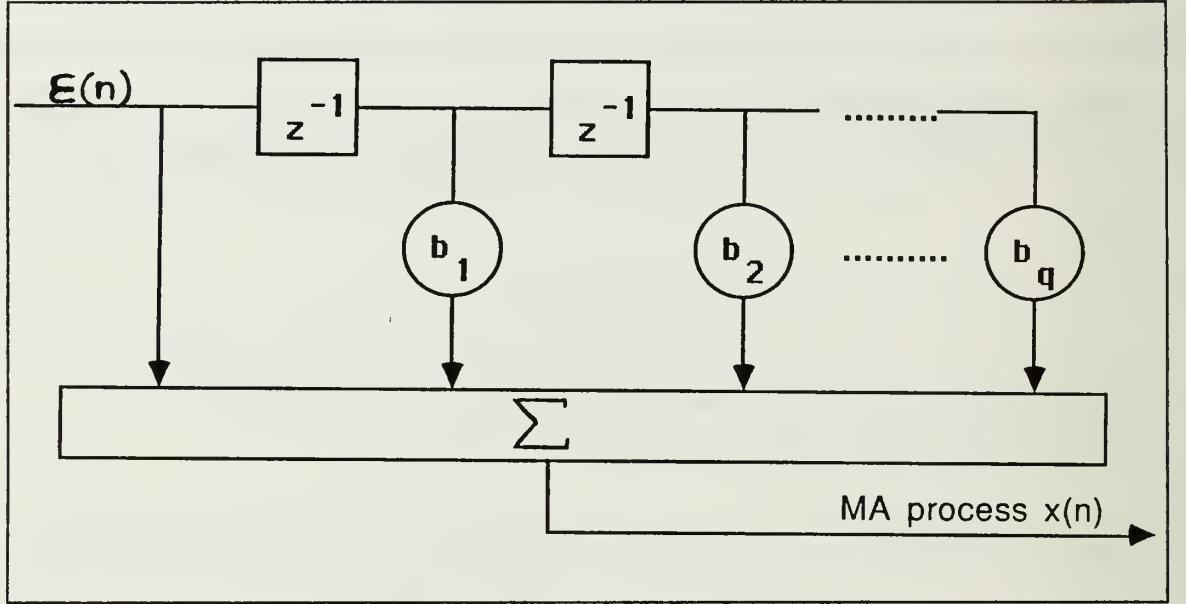 ε(n)
z⁻¹
z⁻¹
.........
b₁
b₂
..........
b_q
Σ
MA process x(n)